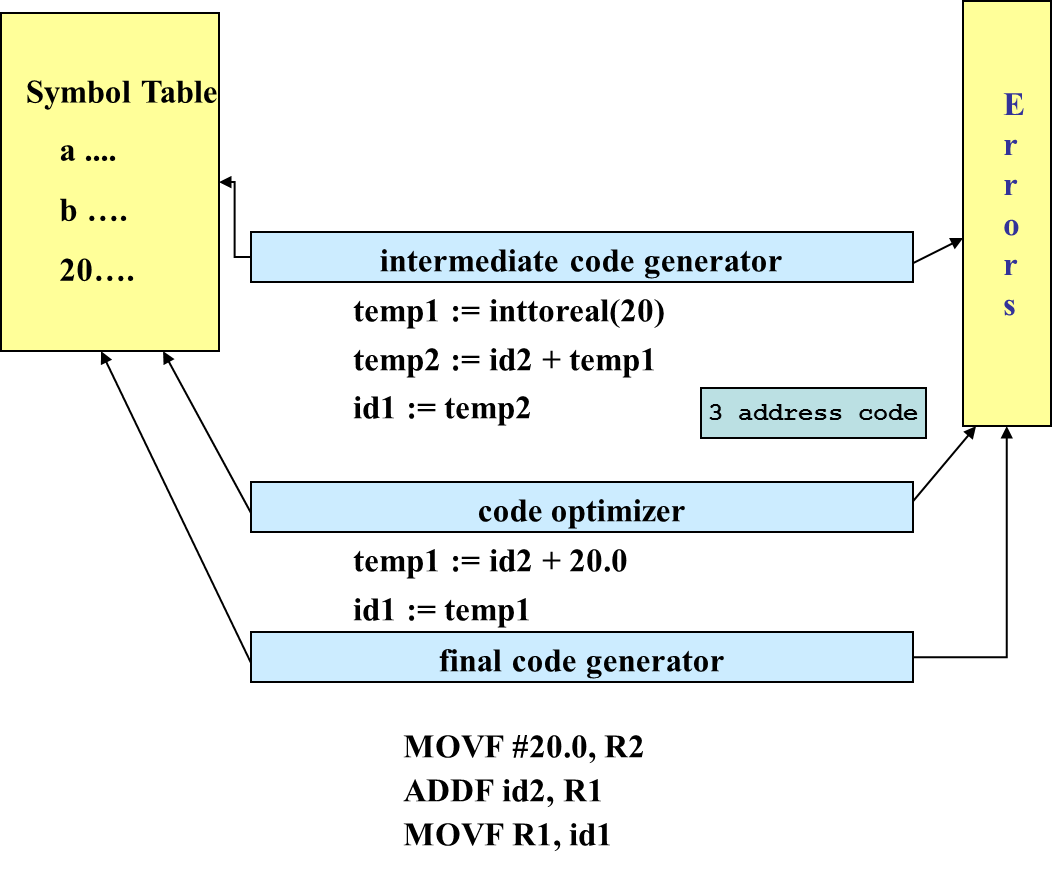 Symbol Table
a ....
b ….
20….
Errors
intermediate code generator
temp1 := inttoreal(20)
temp2 := id2 + temp1
id1 := temp2
3 address code
code optimizer
temp1 := id2 + 20.0
id1 := temp1
final code generator
MOVF #20.0, R2
ADDF id2, R1
MOVF R1, id1